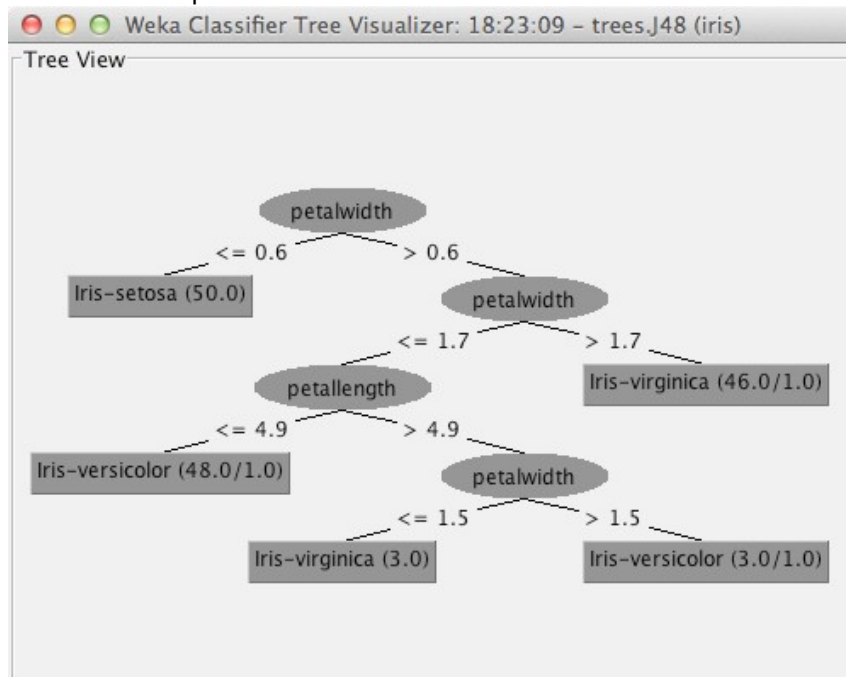 Weka Classifier Tree Visualizer: 18:23:09 – trees.J48 (iris)
Tree View
petalwidth
<= 0.6 > 0.6
Iris–setosa (50.0)
petalwidth
<= 1.7 > 1.7
petallength
Iris–virginica (46.0/1.0)
<= 4.9 > 4.9
Iris–versicolor (48.0/1.0)
petalwidth
<= 1.5 > 1.5
Iris–virginica (3.0)
Iris–versicolor (3.0/1.0)